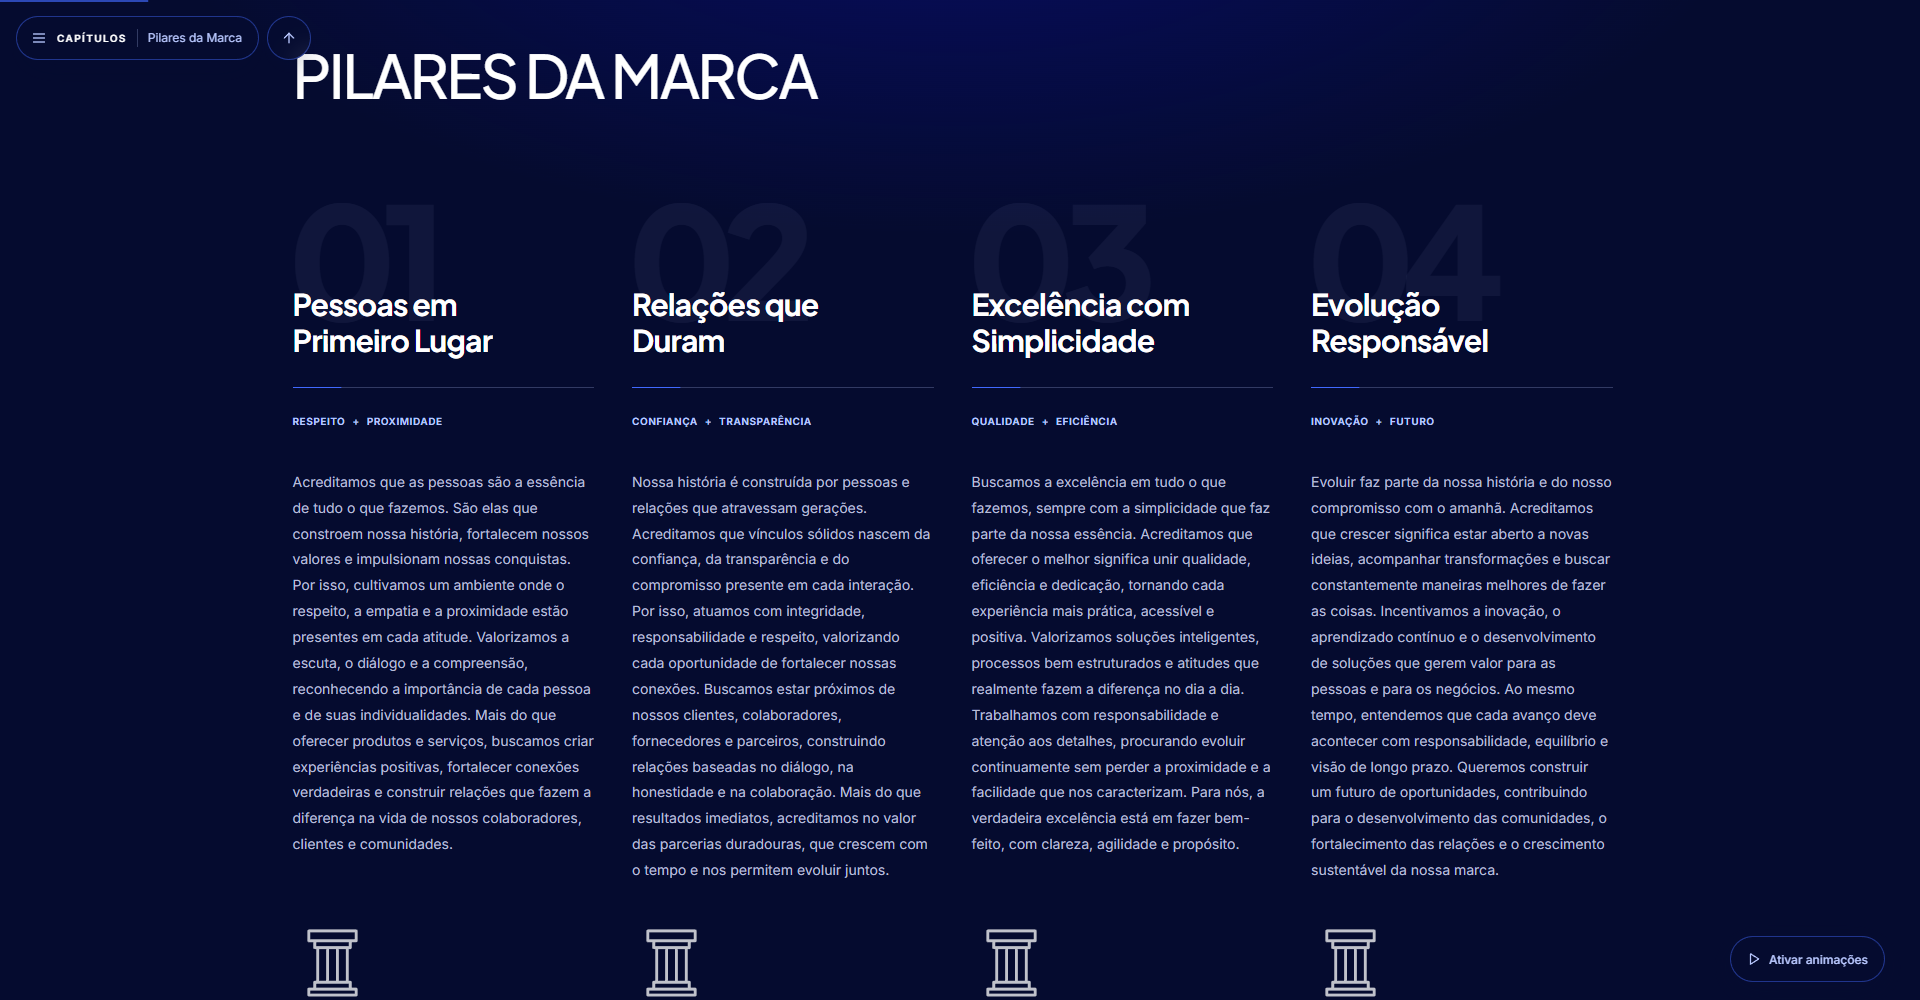 CAPÍTULOS
Pilares da Marca
PILARES DA MARCA
01
Pessoas em
Primeiro Lugar
RESPEITO + PROXIMIDADE
Acreditamos que as pessoas são a essência
de tudo o que fazemos. São elas que
constroem nossa história, fortalecem nossos
valores e impulsionam nossas conquistas.
Por isso, cultivamos um ambiente onde o
respeito, a empatia e a proximidade estão
presentes em cada atitude. Valorizamos a
escuta, o diálogo e a compreensão,
reconhecendo a importância de cada pessoa
e de suas individualidades. Mais do que
oferecer produtos e serviços, buscamos criar
experiências positivas, fortalecer conexões
verdadeiras e construir relações que fazem a
diferença na vida de nossos colaboradores,
clientes e comunidades.
02
Relações que
Duram
CONFIANÇA + TRANSPARÊNCIA
Nossa história é construída por pessoas e
relações que atravessam gerações.
Acreditamos que vínculos sólidos nascem da
confiança, da transparência e do
compromisso presente em cada interação.
Por isso, atuamos com integridade,
responsabilidade e respeito, valorizando
cada oportunidade de fortalecer nossas
conexões. Buscamos estar próximos de
nossos clientes, colaboradores,
fornecedores e parceiros, construindo
relações baseadas no diálogo, na
honestidade e na colaboração. Mais do que
resultados imediatos, acreditamos no valor
das parcerias duradouras, que crescem com
o tempo e nos permitem evoluir juntos.
03
Excelência com
Simplicidade
QUALIDADE + EFICIÊNCIA
Buscamos a excelência em tudo o que
fazemos, sempre com a simplicidade que faz
parte da nossa essência. Acreditamos que
oferecer o melhor significa unir qualidade,
eficiência e dedicação, tornando cada
experiência mais prática, acessível e
positiva. Valorizamos soluções inteligentes,
processos bem estruturados e atitudes que
realmente fazem a diferença no dia a dia.
Trabalhamos com responsabilidade e
atenção aos detalhes, procurando evoluir
continuamente sem perder a proximidade e a
facilidade que nos caracterizam. Para nós, a
verdadeira excelência está em fazer bem-
feito, com clareza, agilidade e propósito.
04
Evolução
Responsável
INOVAÇÃO + FUTURO
Evoluir faz parte da nossa história e do nosso
compromisso com o amanhã. Acreditamos
que crescer significa estar aberto a novas
ideias, acompanhar transformações e buscar
constantemente maneiras melhores de fazer
as coisas. Incentivamos a inovação, o
aprendizado contínuo e o desenvolvimento
de soluções que gerem valor para as
pessoas e para os negócios. Ao mesmo
tempo, entendemos que cada avanço deve
acontecer com responsabilidade, equilíbrio e
visão de longo prazo. Queremos construir
um futuro de oportunidades, contribuindo
para o desenvolvimento das comunidades, o
fortalecimento das relações e o crescimento
sustentável da nossa marca.
Ativar animações